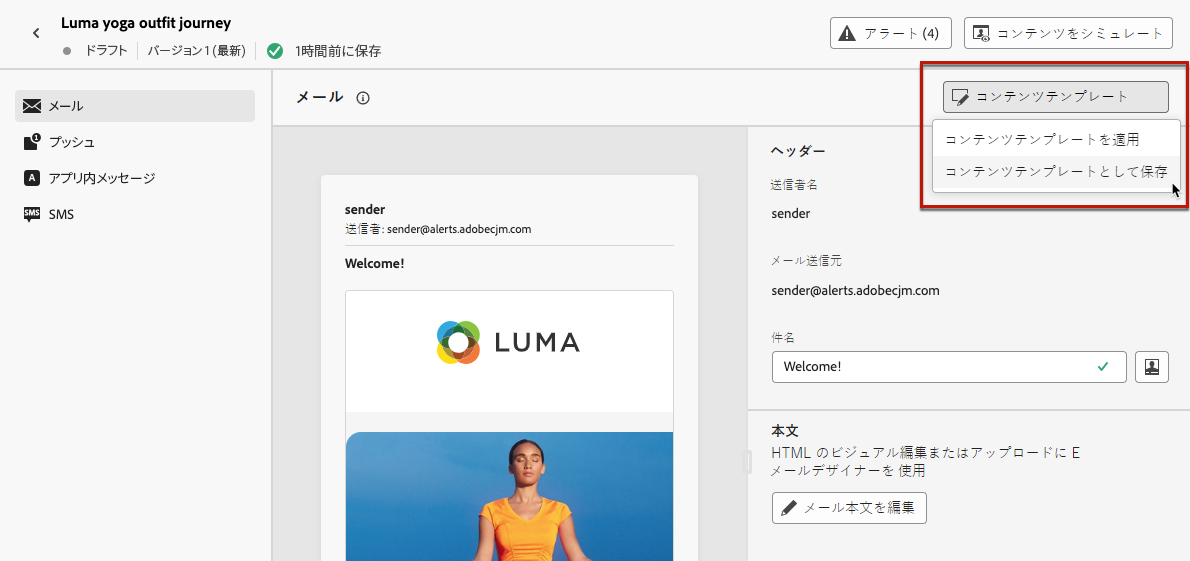 Luma yoga outfit journey
ドラフト バージョン 1 (最新) 1時間前に保存
アラート (4)
コンテンツをシミュレート
メール
プッシュ
1
A アプリ内メッセージ
SMS SMS
メール
コンテンツテンプレート
コンテンツテンプレートを適用
コンテンツテンプレートとして保存
sender
送信者: sender@alerts.adobecjm.com
Welcome!
LUMA
ヘッダー
送信者名
sender
メール送信元
sender@alerts.adobecjm.com
件名
Welcome!
本文
HTML のビジュアル編集またはアップロードに E
メールデザイナーを 使用
メール本文を編集